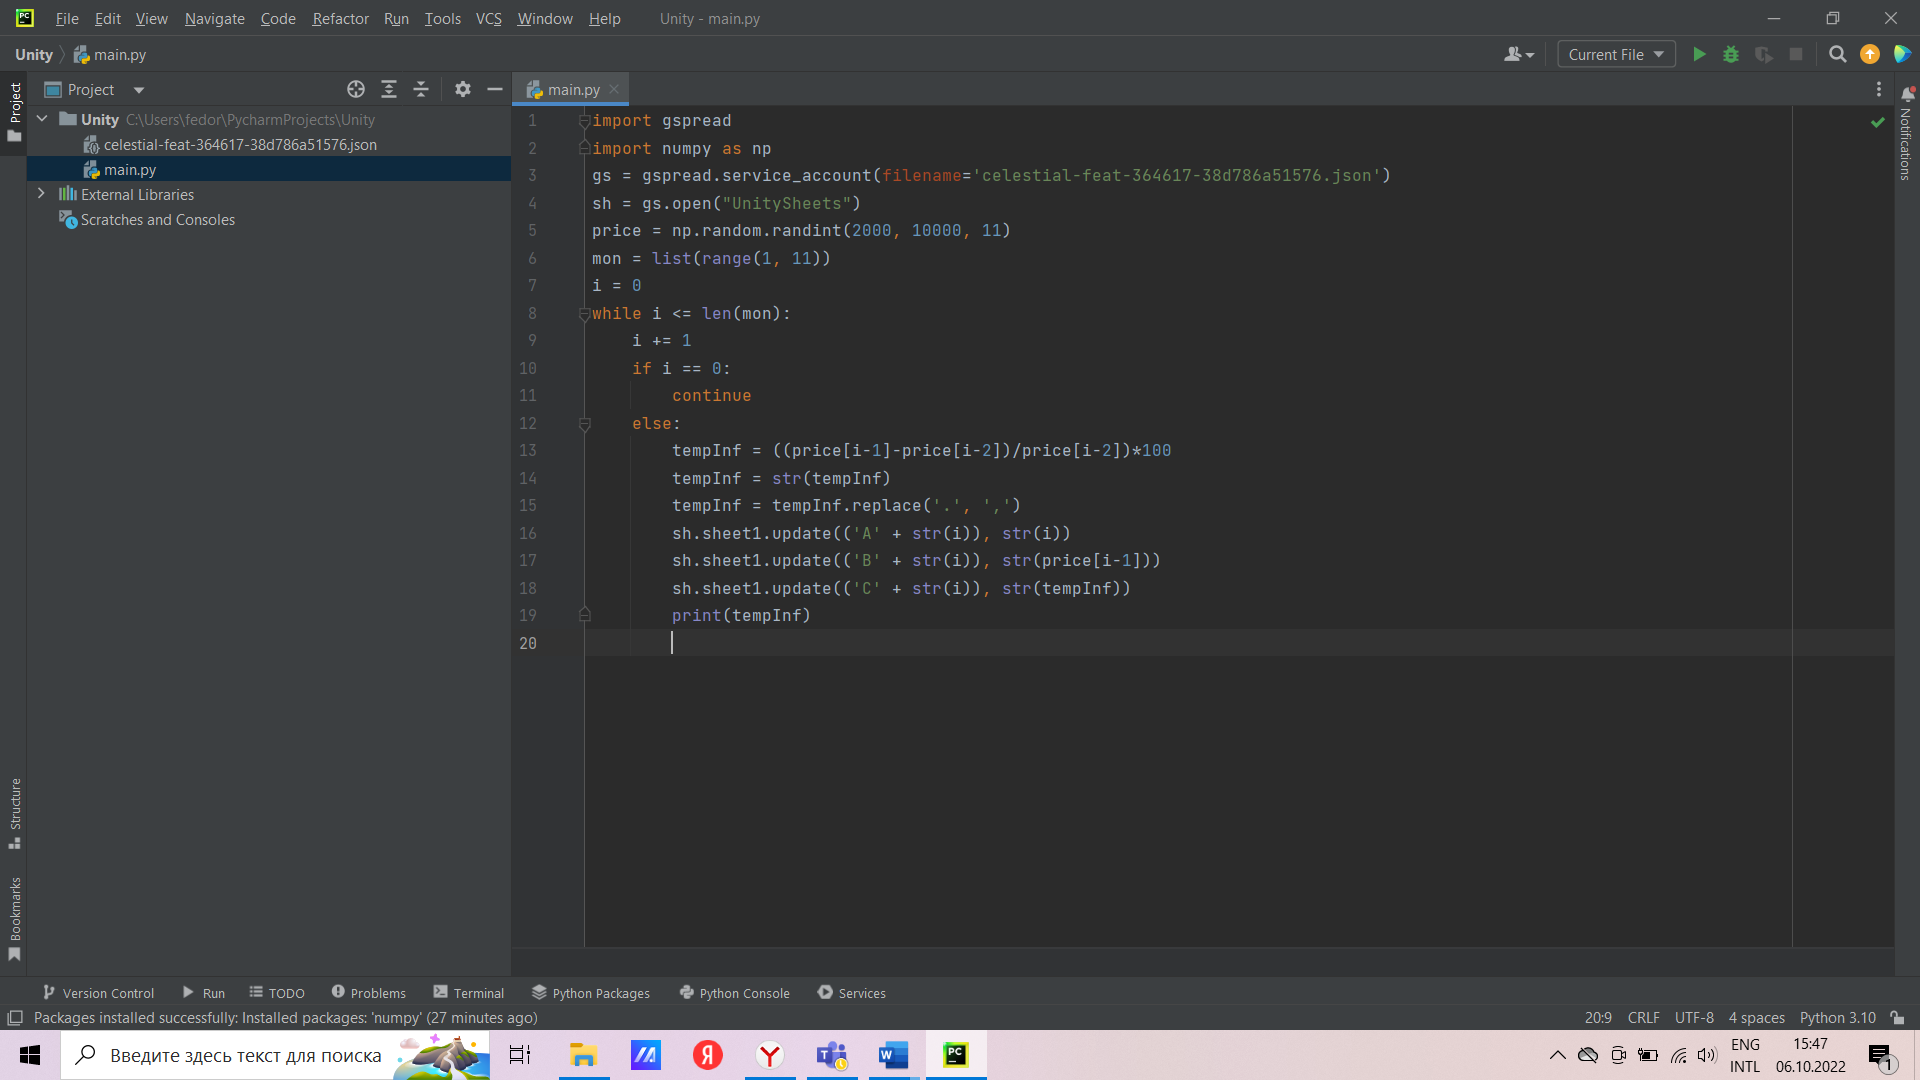 File Edit View Navigate Code Refactor Run Tools VCS Window Help Unity - main.py
Unity main.py Current File
Project
Project
main.py
Unity C:\Users\fedor\PycharmProjects\Unity
celestial-feat-364617-38d786a51576.json
main.py
External Libraries
Scratches and Consoles
Structure
Bookmarks
1 import gspread
2 import numpy as np
3 gs = gspread.service_account(filename='celestial-feat-364617-38d786a51576.json')
4 sh = gs.open("UnitySheets")
5 price = np.random.randint(2000, 10000, 11)
6 mon = list(range(1, 11))
7 i = 0
8 while i <= len(mon):
9 i += 1
10 if i == 0:
11 continue
12 else:
13 tempInf = ((price[i-1]-price[i-2])/price[i-2])*100
14 tempInf = str(tempInf)
15 tempInf = tempInf.replace('.', ',')
16 sh.sheet1.update(('A' + str(i)), str(i))
17 sh.sheet1.update(('B' + str(i)), str(price[i-1]))
18 sh.sheet1.update(('C' + str(i)), str(tempInf))
19 print(tempInf)
20
Notifications
Version Control Run TODO Problems Terminal Python Packages Python Console Services
Packages installed successfully: Installed packages: 'numpy' (27 minutes ago) 20:9 CRLF UTF-8 4 spaces Python 3.10
Введите здесь текст для поиска
ENG
INTL
15:47
06.10.2022
1